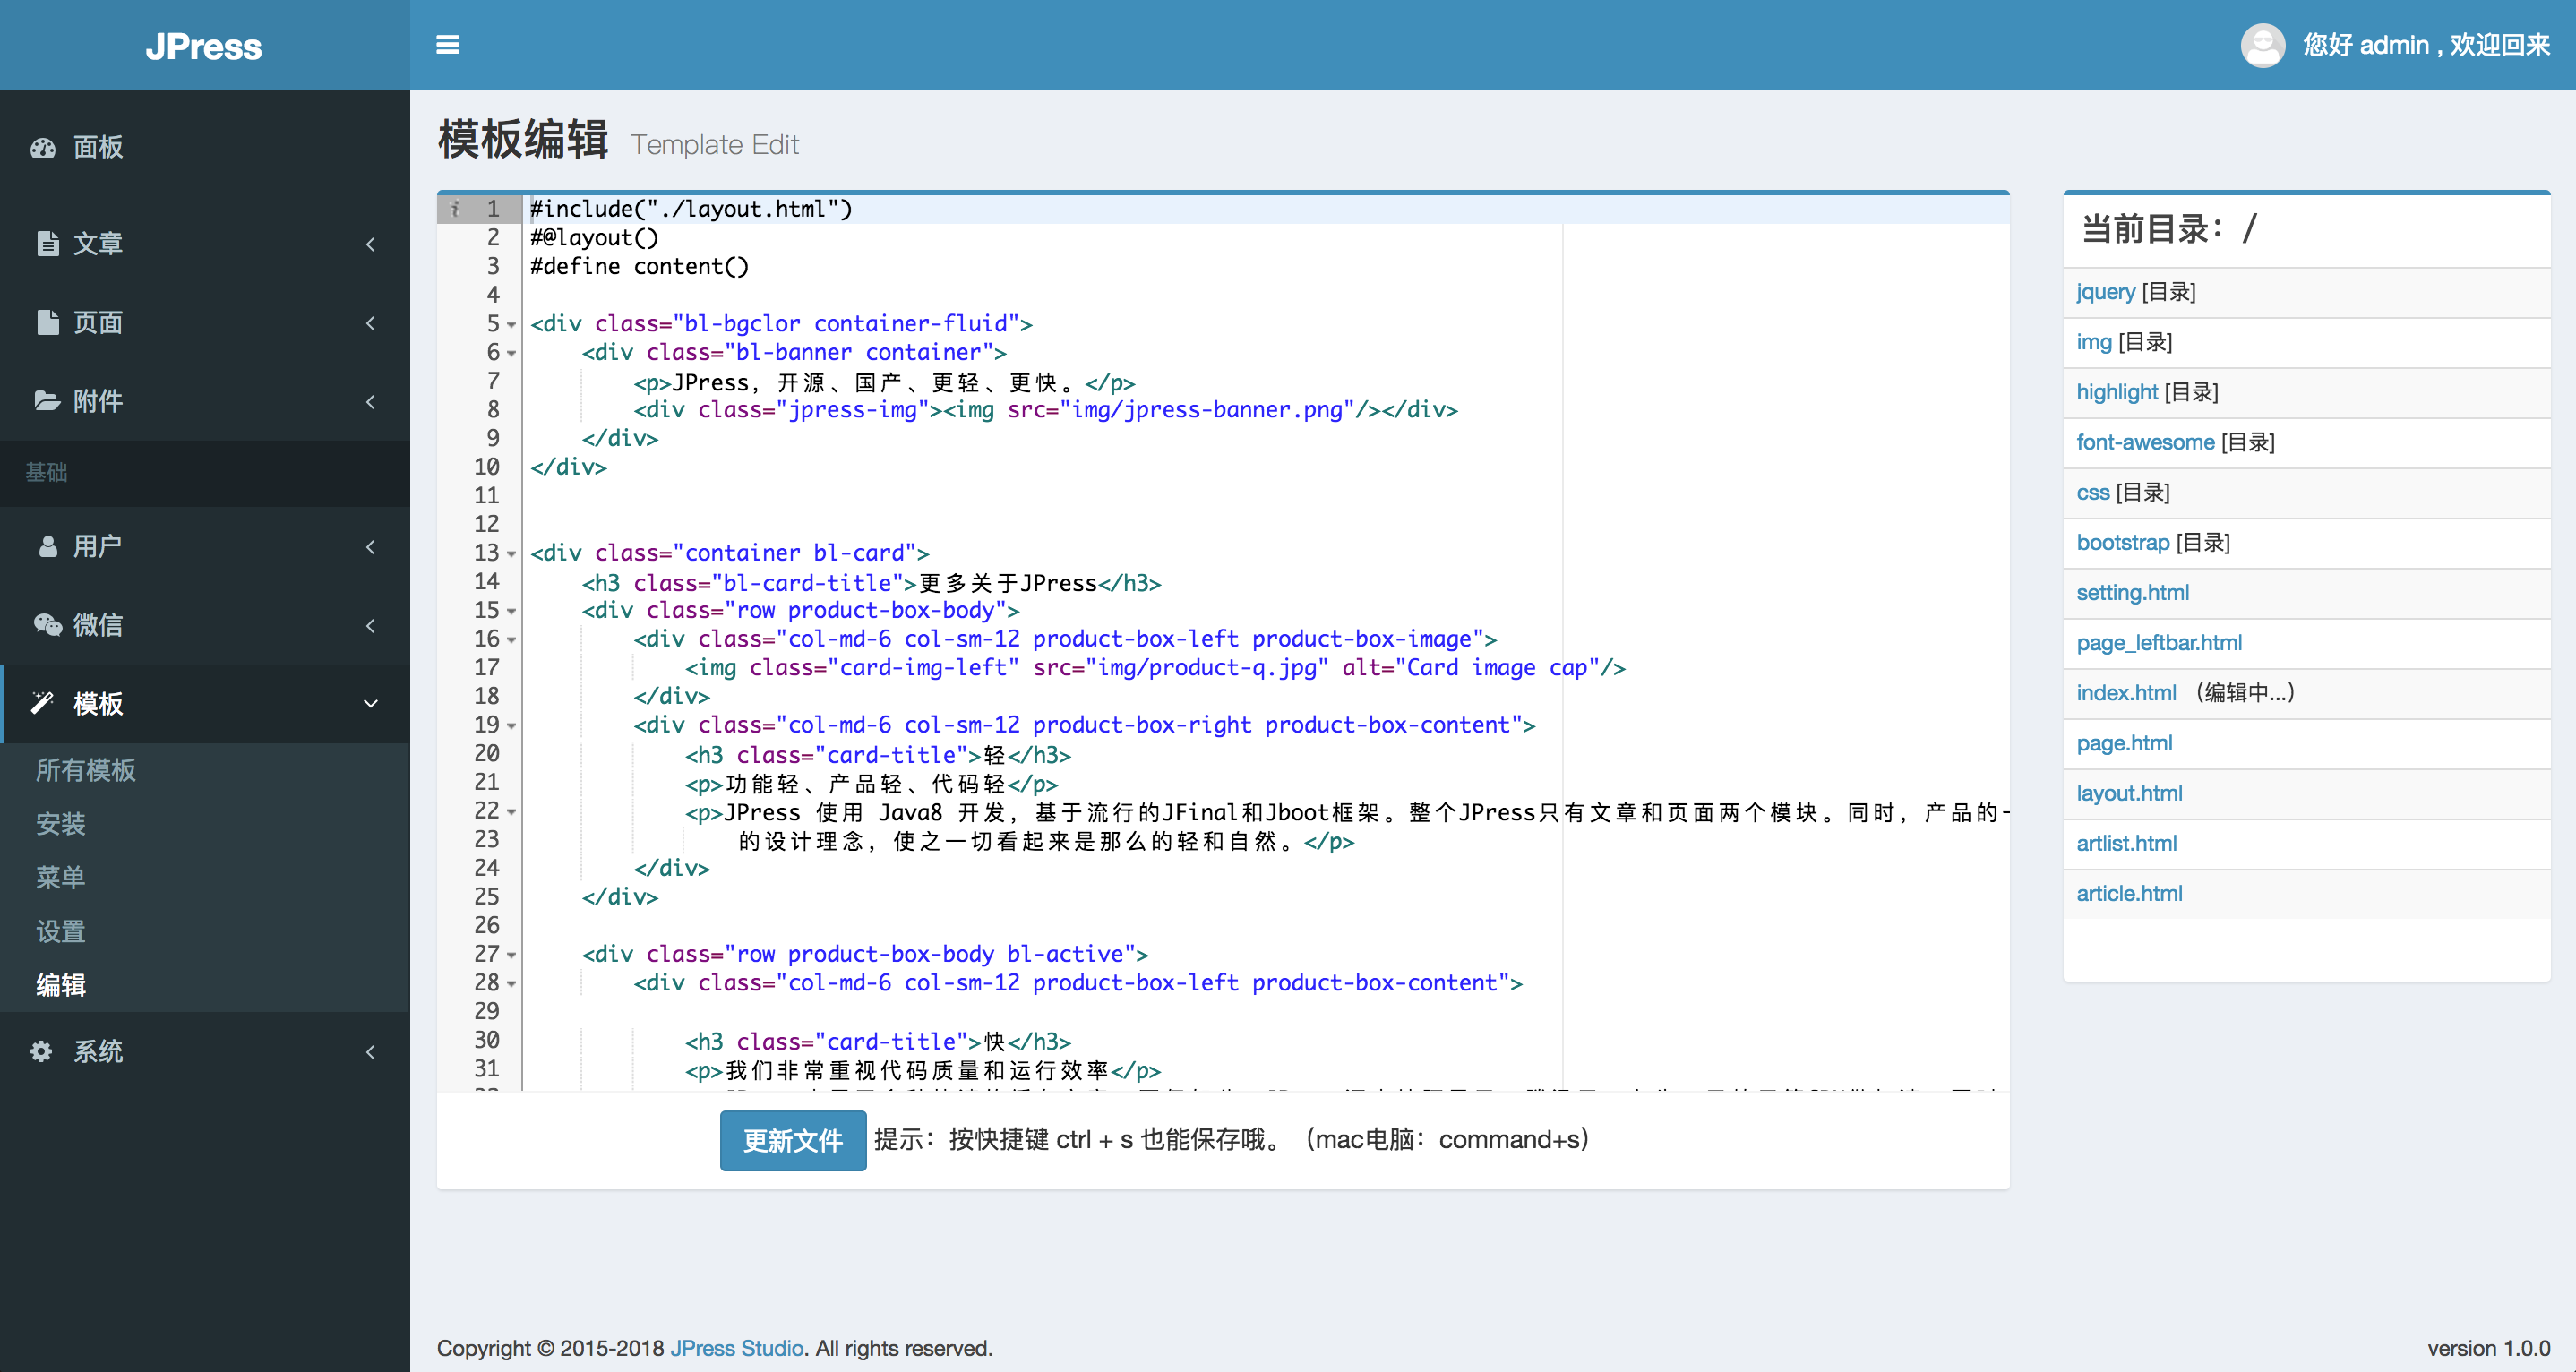 JPress
您好 admin , 欢迎回来
面板
文章
页面
附件
基础
用户
微信
模板
所有模板
安装
菜单
设置
编辑
系统
模板编辑 Template Edit
1 #include("./layout.html")
2 #@layout()
3 #define content()
4
5 <div class="bl-bgclor container-fluid">
6 <div class="bl-banner container">
7 <p>JPress，开源、国产、更轻、更快。</p>
8 <div class="jpress-img"><img src="img/jpress-banner.png"/></div>
9 </div>
10 </div>
11
12
13 <div class="container bl-card">
14 <h3 class="bl-card-title">更多关于JPress</h3>
15 <div class="row product-box-body">
16 <div class="col-md-6 col-sm-12 product-box-left product-box-image">
17 <img class="card-img-left" src="img/product-q.jpg" alt="Card image cap"/>
18 </div>
19 <div class="col-md-6 col-sm-12 product-box-right product-box-content">
20 <h3 class="card-title">轻</h3>
21 <p>功能轻、产品轻、代码轻</p>
22 <p>JPress 使用 Java8 开发，基于流行的JFinal和Jboot框架。整个JPress只有文章和页面两个模块。同时，产品的
23 的设计理念，使之一切看起来是那么的轻和自然。</p>
24 </div>
25 </div>
26
27 <div class="row product-box-body bl-active">
28 <div class="col-md-6 col-sm-12 product-box-left product-box-content">
29
30 <h3 class="card-title">快</h3>
31 <p>我们非常重视代码质量和运行效率</p>
更新文件 提示：按快捷键 ctrl + s 也能保存哦。（mac电脑：command+s）
当前目录：/
jquery [目录]
img [目录]
highlight [目录]
font-awesome [目录]
css [目录]
bootstrap [目录]
setting.html
page_leftbar.html
index.html （编辑中...）
page.html
layout.html
artlist.html
article.html
Copyright © 2015-2018 JPress Studio. All rights reserved.
version 1.0.0